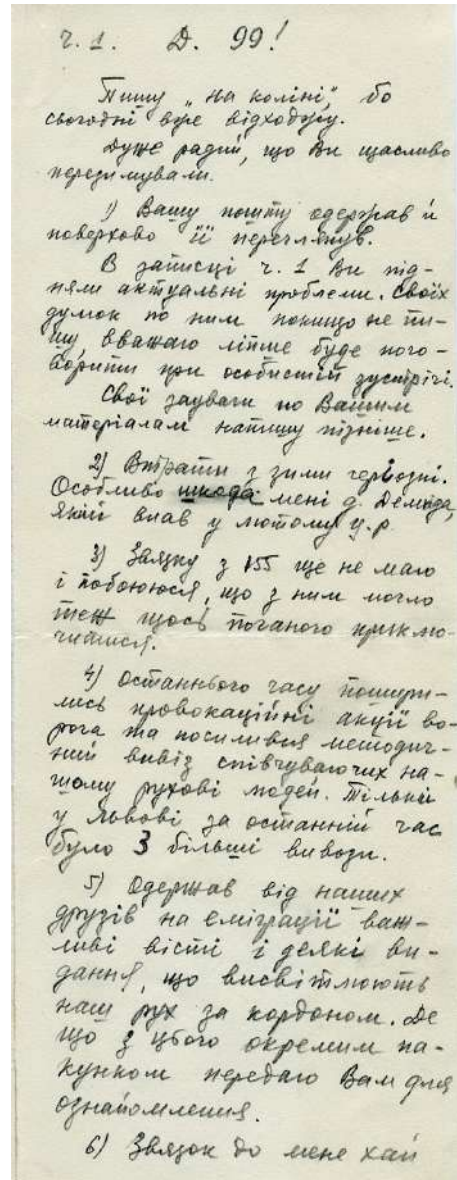 ч. 1. Д. 99!
Пишу „на коліні", бо
сьогодні вже відходжу.
Дуже радий, що Ви щасливо
перезимували.
1) Вашу пошту одержав й
поверхово її переглянув.
В записці ч. 1 Ви під-
няли актуальні проблеми. Своїх
думок по ним покищо не пи-
шу, вважаю ліпше буде пого-
ворити при особистій зустрічі.
Свої зауваги по Вашим
матеріалам напишу пізніше.
2) Втрати з зими серйозні.
Особливо шкода мені д. Демида,
який впав у лютому ц.р.
3) Звязку з 155 ще не маю
і побоююся, що з ним могло
теж щось поганого приклю-
читися.
4) Останнього часу пошири-
лись провокаційні акції во-
рога та посилився методич-
ний вивіз співчуваючих на-
шому рухові людей. Тільки
у Львові за останній час
було 3 більші вивози.
5) Одержав від наших
друзів на еміграції важ-
ливі вісті і деякі ви-
дання, що висвітлюють
наш рух за кордоном. Де
що з цього окремим па-
кунком передаю Вам для
ознайомлення.
6) Звязок до мене хай